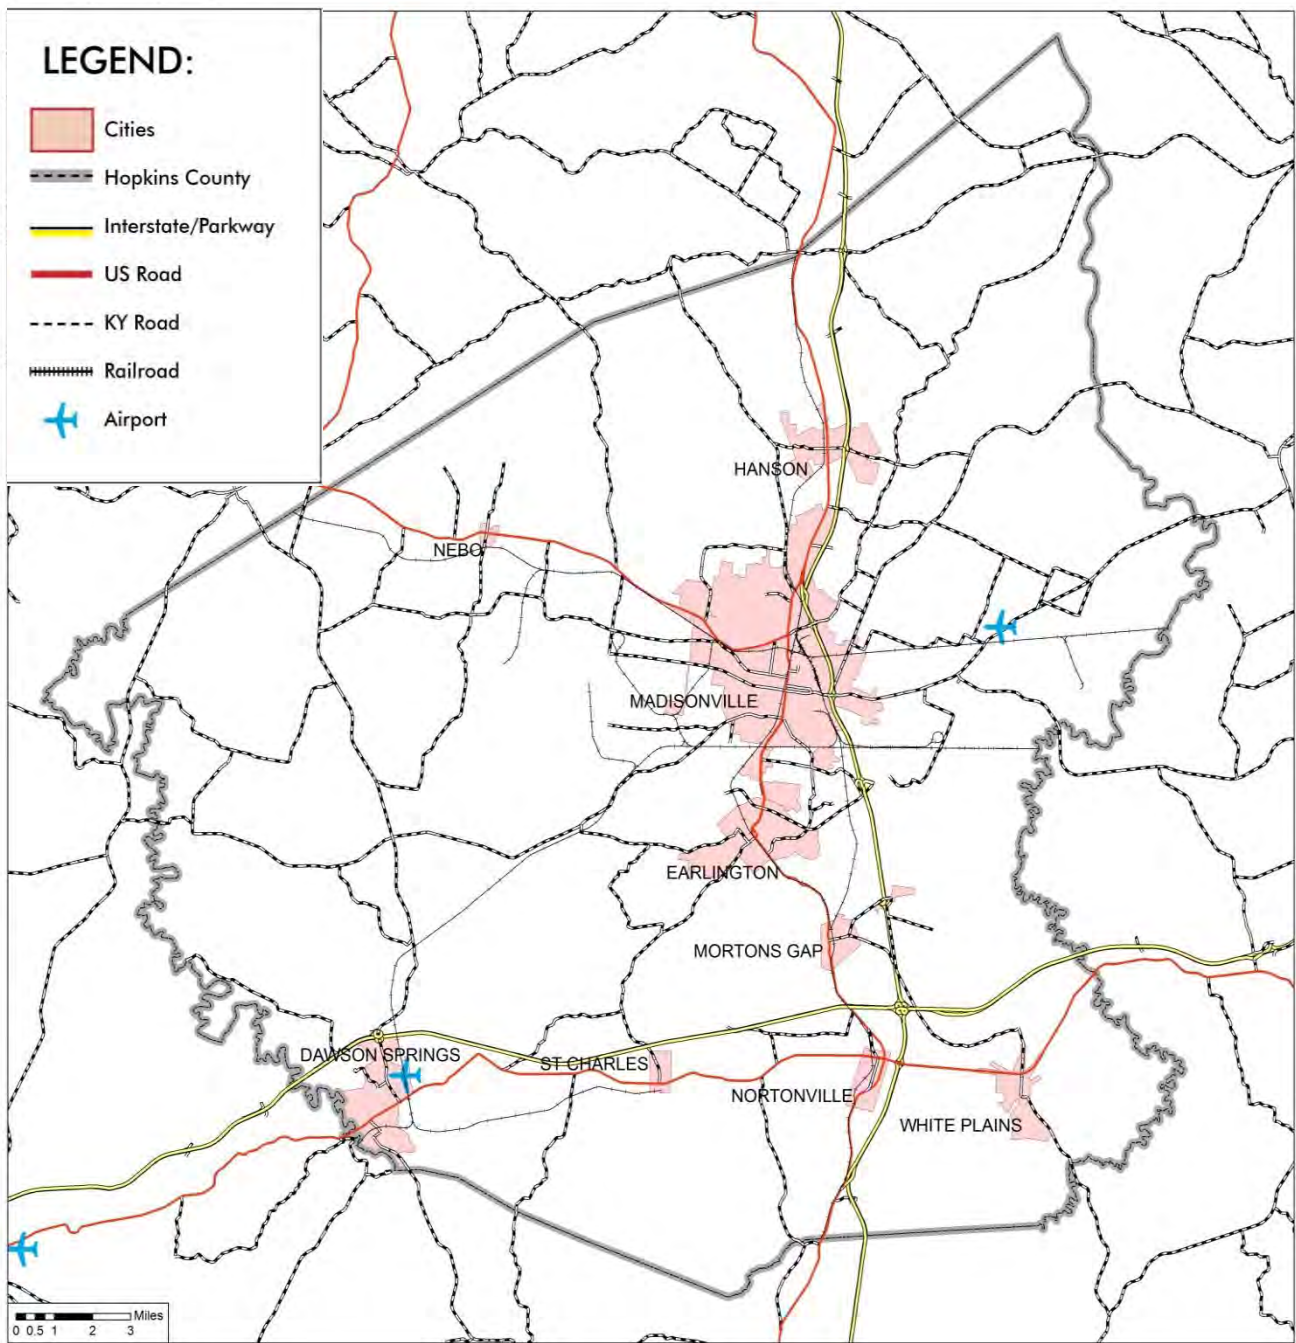 LEGEND:
Cities
Hopkins County
Interstate/Parkway
US Road
KY Road
Railroad
Airport
HANSON
NEBO
MADISONVILLE
EARLINGTON
MORTONS GAP
DAWSON SPRINGS
ST CHARLES
NORTONVILLE
WHITE PLAINS
Miles
0 0.5 1 2 3